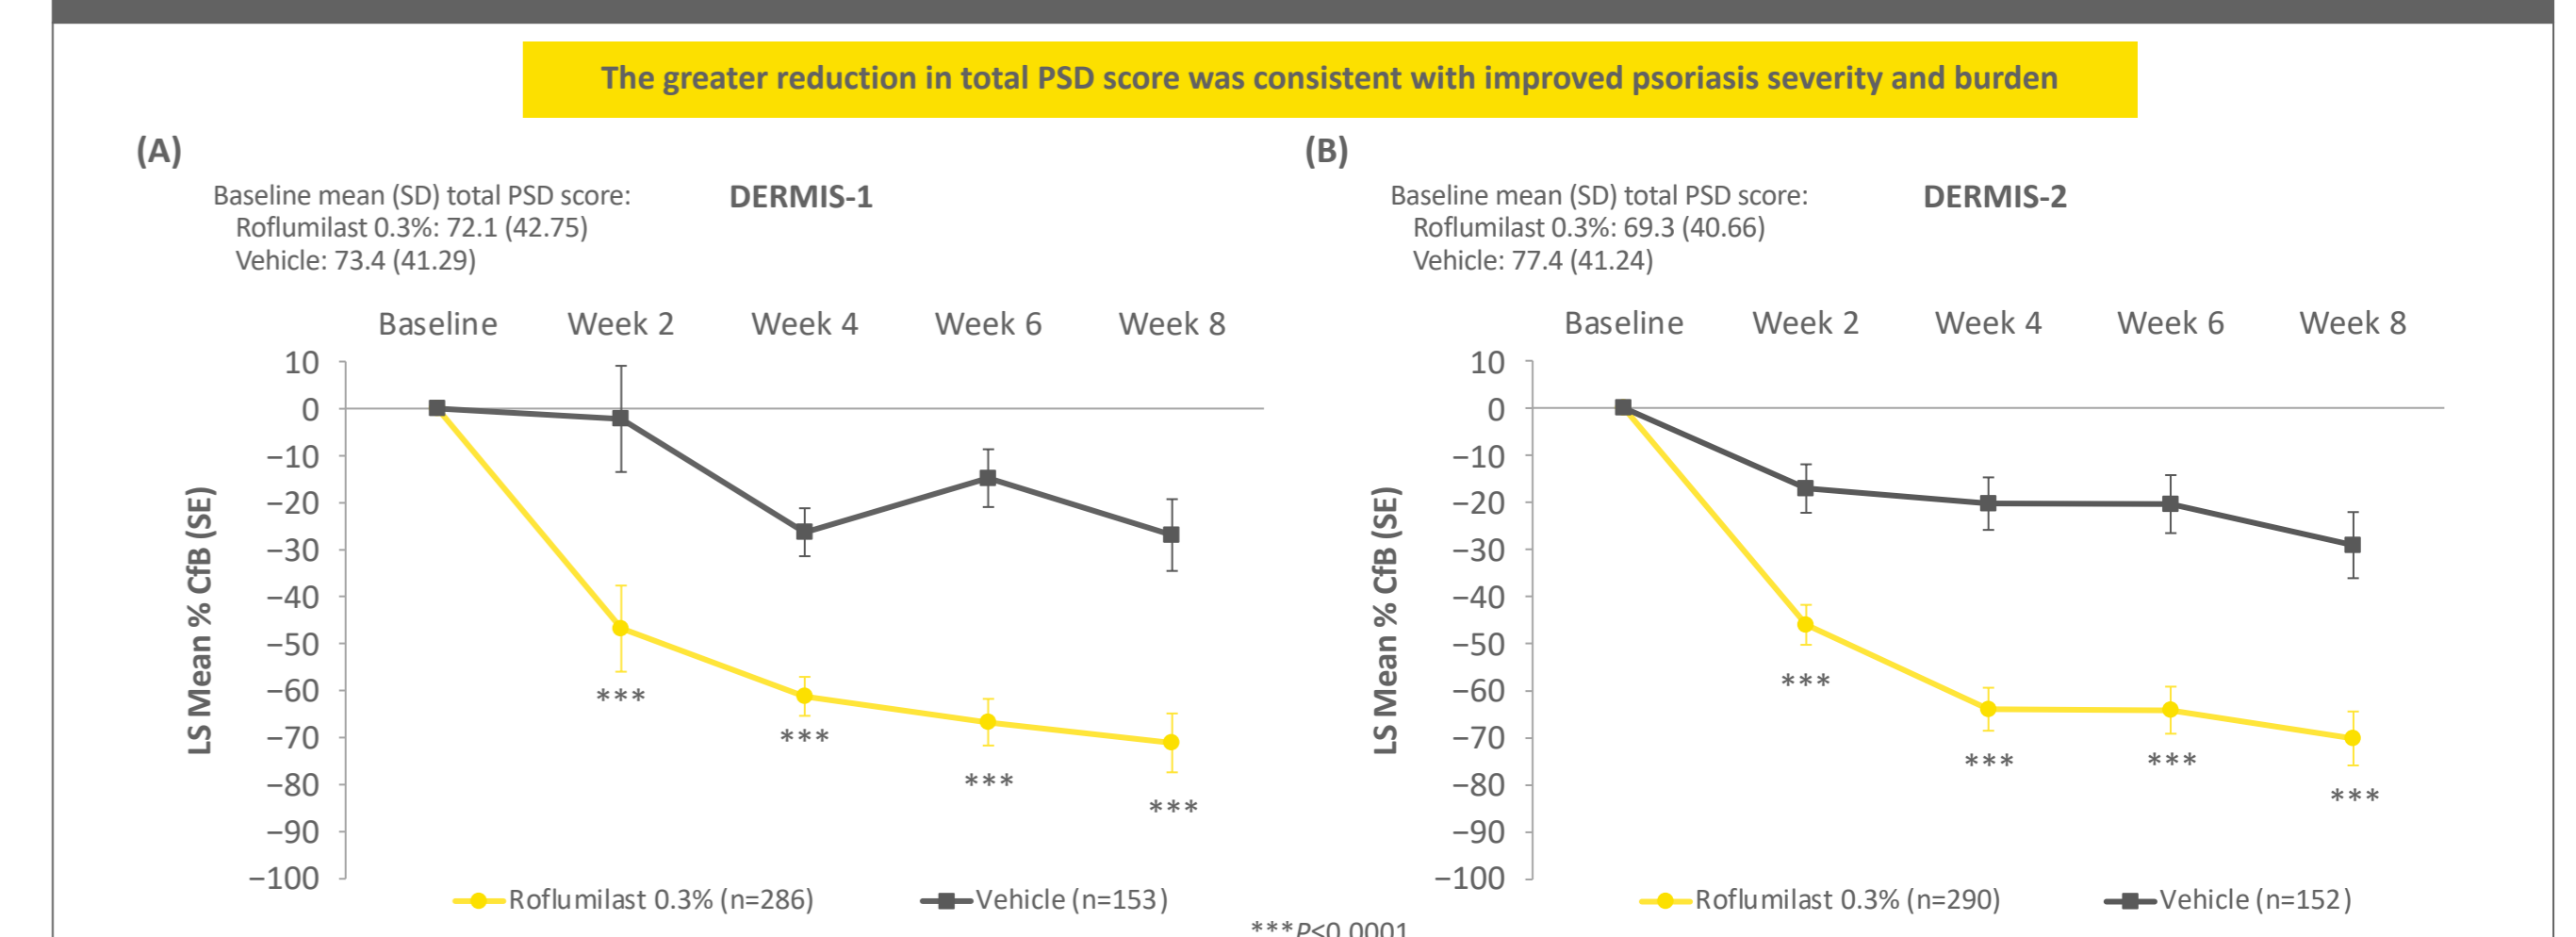 The greater reduction in total PSD score was consistent with improved psoriasis severity and burden
(A)
Baseline mean (SD) total PSD score:
Roflumilast 0.3%: 72.1 (42.75)
Vehicle: 73.4 (41.29)
DERMIS-1
Baseline Week 2 Week 4 Week 6 Week 8
10
0
−10
−20
−30
−40
−50
−60
−70
−80
−90
−100
LS Mean % CfB (SE)
***
***
***
***
Roflumilast 0.3% (n=286) Vehicle (n=153)
(B)
Baseline mean (SD) total PSD score:
Roflumilast 0.3%: 69.3 (40.66)
Vehicle: 77.4 (41.24)
DERMIS-2
Baseline Week 2 Week 4 Week 6 Week 8
10
0
−10
−20
−30
−40
−50
−60
−70
−80
−90
−100
LS Mean % CfB (SE)
***
***
***
***
Roflumilast 0.3% (n=290) Vehicle (n=152)